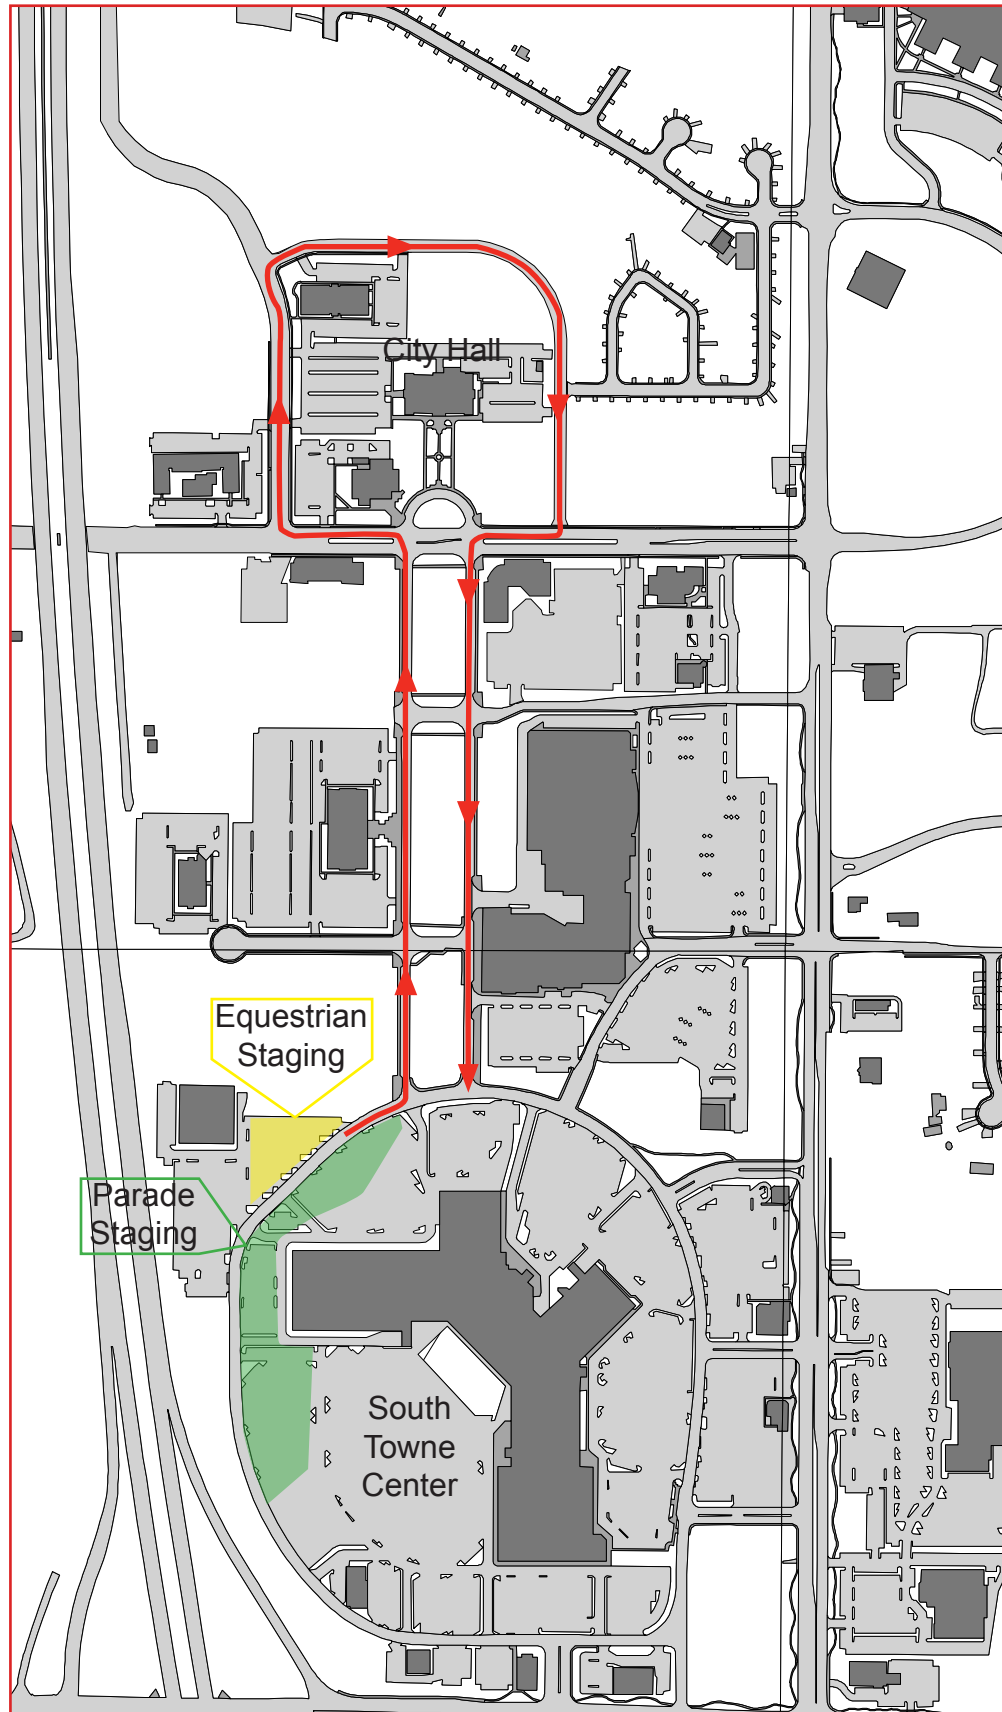 City Hall
Equestrian
Staging
Parade
Staging
South
Towne
Center